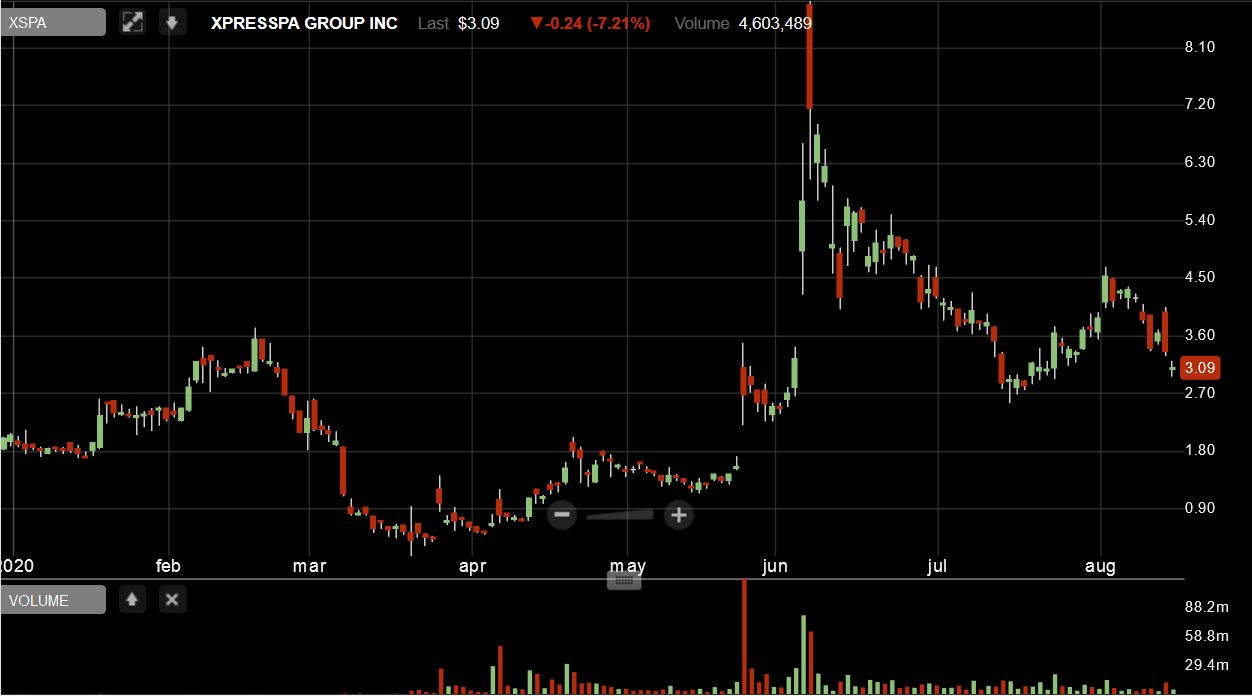 XSPA XPRESSPA GROUP INC Last $3.09 ▼-0.24 (-7.21%) Volume 4,603,489
8.10
7.20
6.30
5.40
4.50
3.60
3.09
2.70
1.80
0.90
2020 feb mar apr may jun jul aug
VOLUME
88.2m
58.8m
29.4m